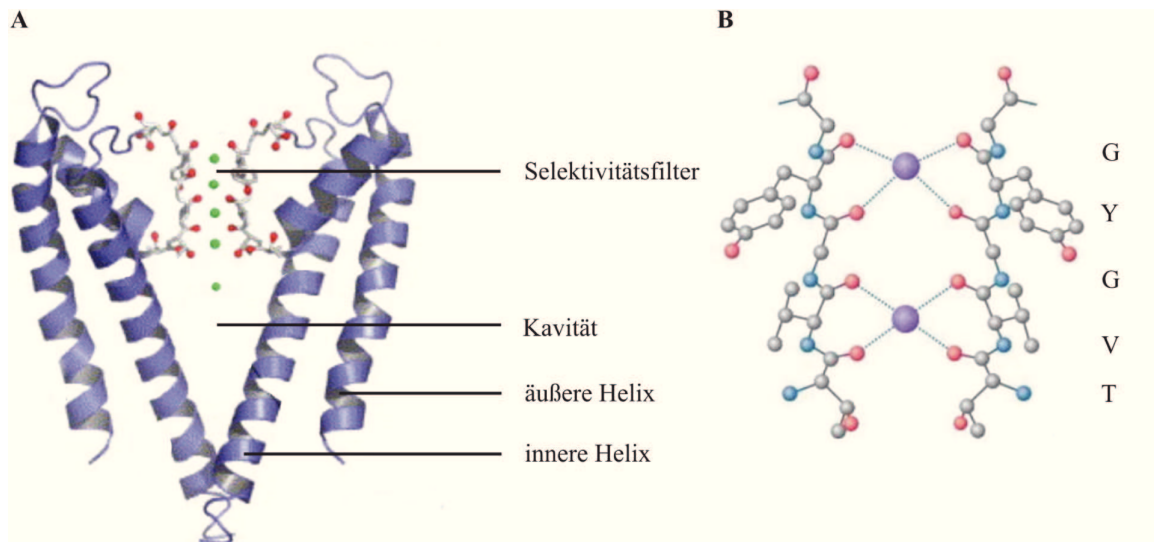 A
B
Selektivitätsfilter
Kavität
äußere Helix
innere Helix
G
Y
G
V
T